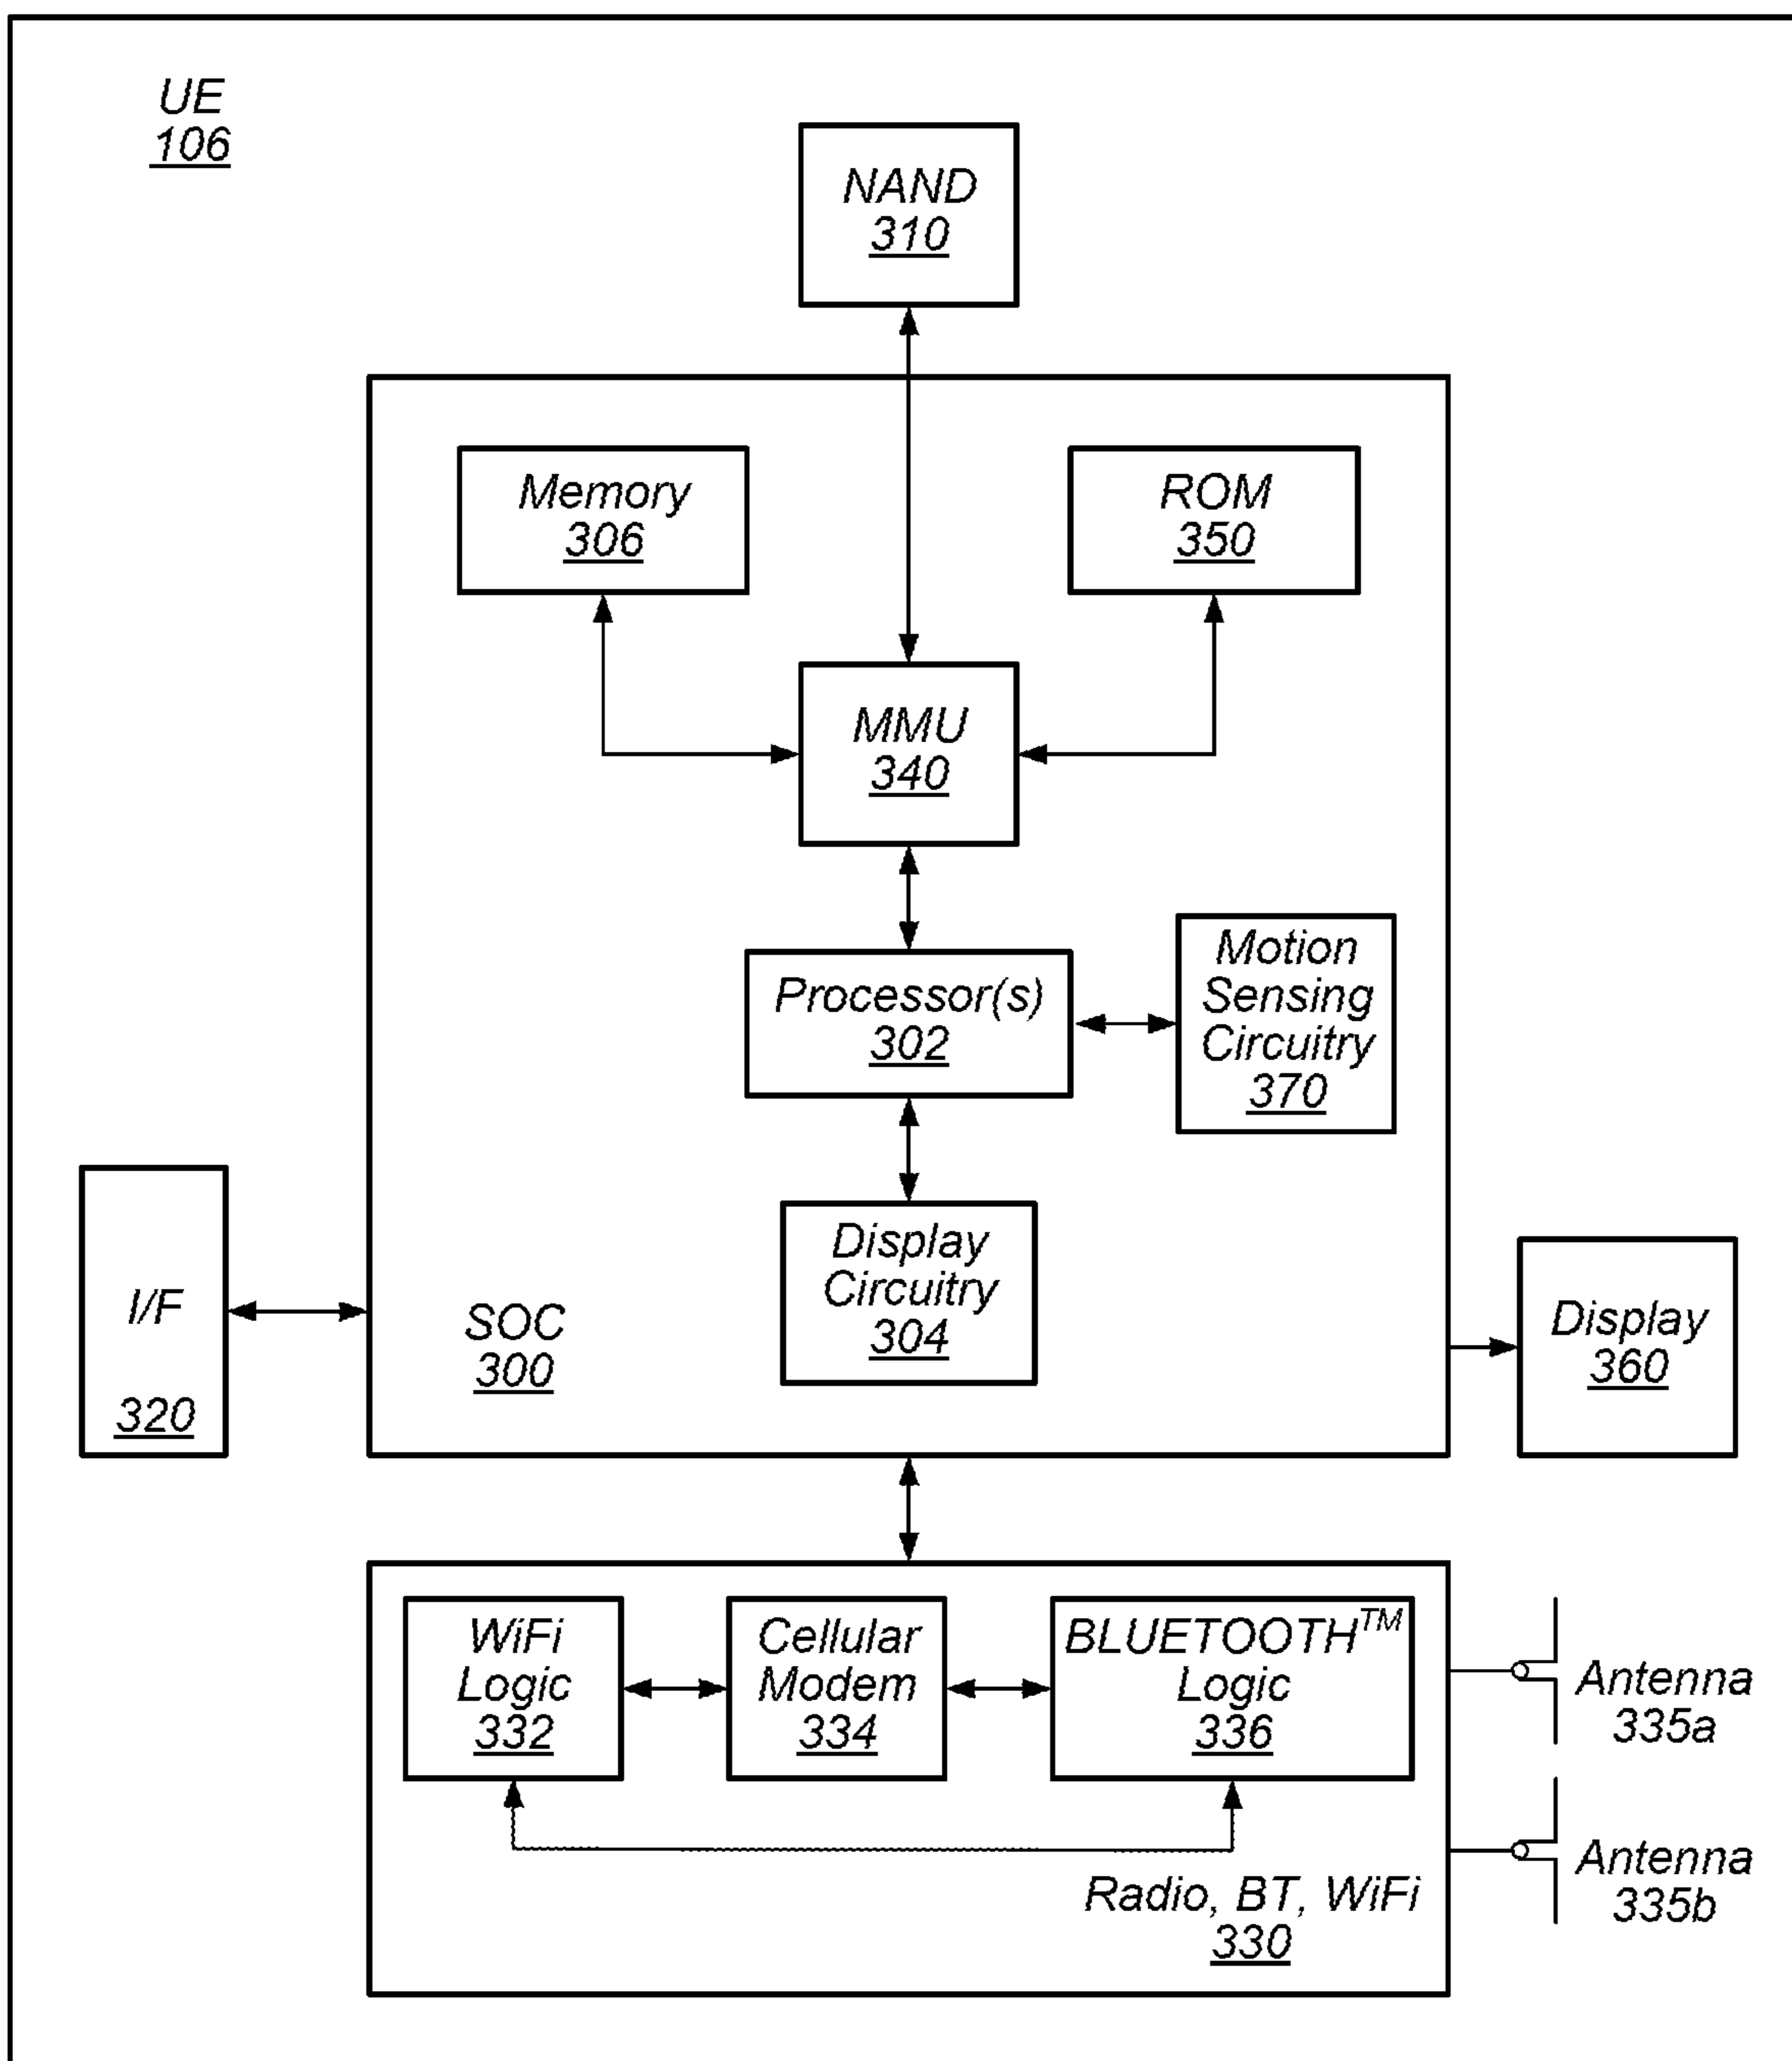 UE
106
NAND
310
Memory
306
ROM
350
MMU
340
Processor(s)
302
Motion
Sensing
Circuitry
370
Display
Circuitry
304
SOC
300
I/F
320
Display
360
WiFi
Logic
332
Cellular
Modem
334
BLUETOOTH™
Logic
336
Radio, BT, WiFi
330
Antenna
335a
Antenna
335b